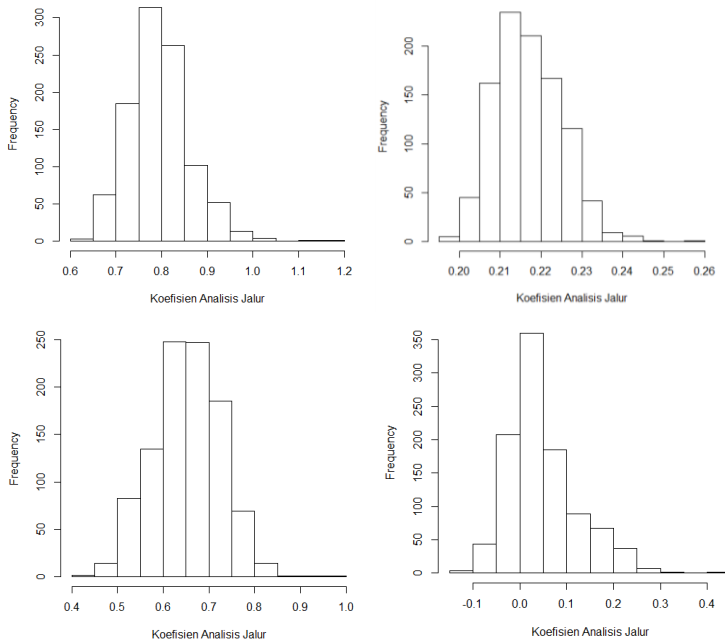 Frequency
0 50 100 150 200 250 300
0.6 0.7 0.8 0.9 1.0 1.1 1.2
Koefisien Analisis Jalur
Frequency
0 50 100 150 200
0.20 0.21 0.22 0.23 0.24 0.25 0.26
Koefisien Analisis Jalur
Frequency
0 50 100 150 200 250
0.4 0.5 0.6 0.7 0.8 0.9 1.0
Koefisien Analisis Jalur
Frequency
0 50 100 150 200 250 300 350
-0.1 0.0 0.1 0.2 0.3 0.4
Koefisien Analisis Jalur